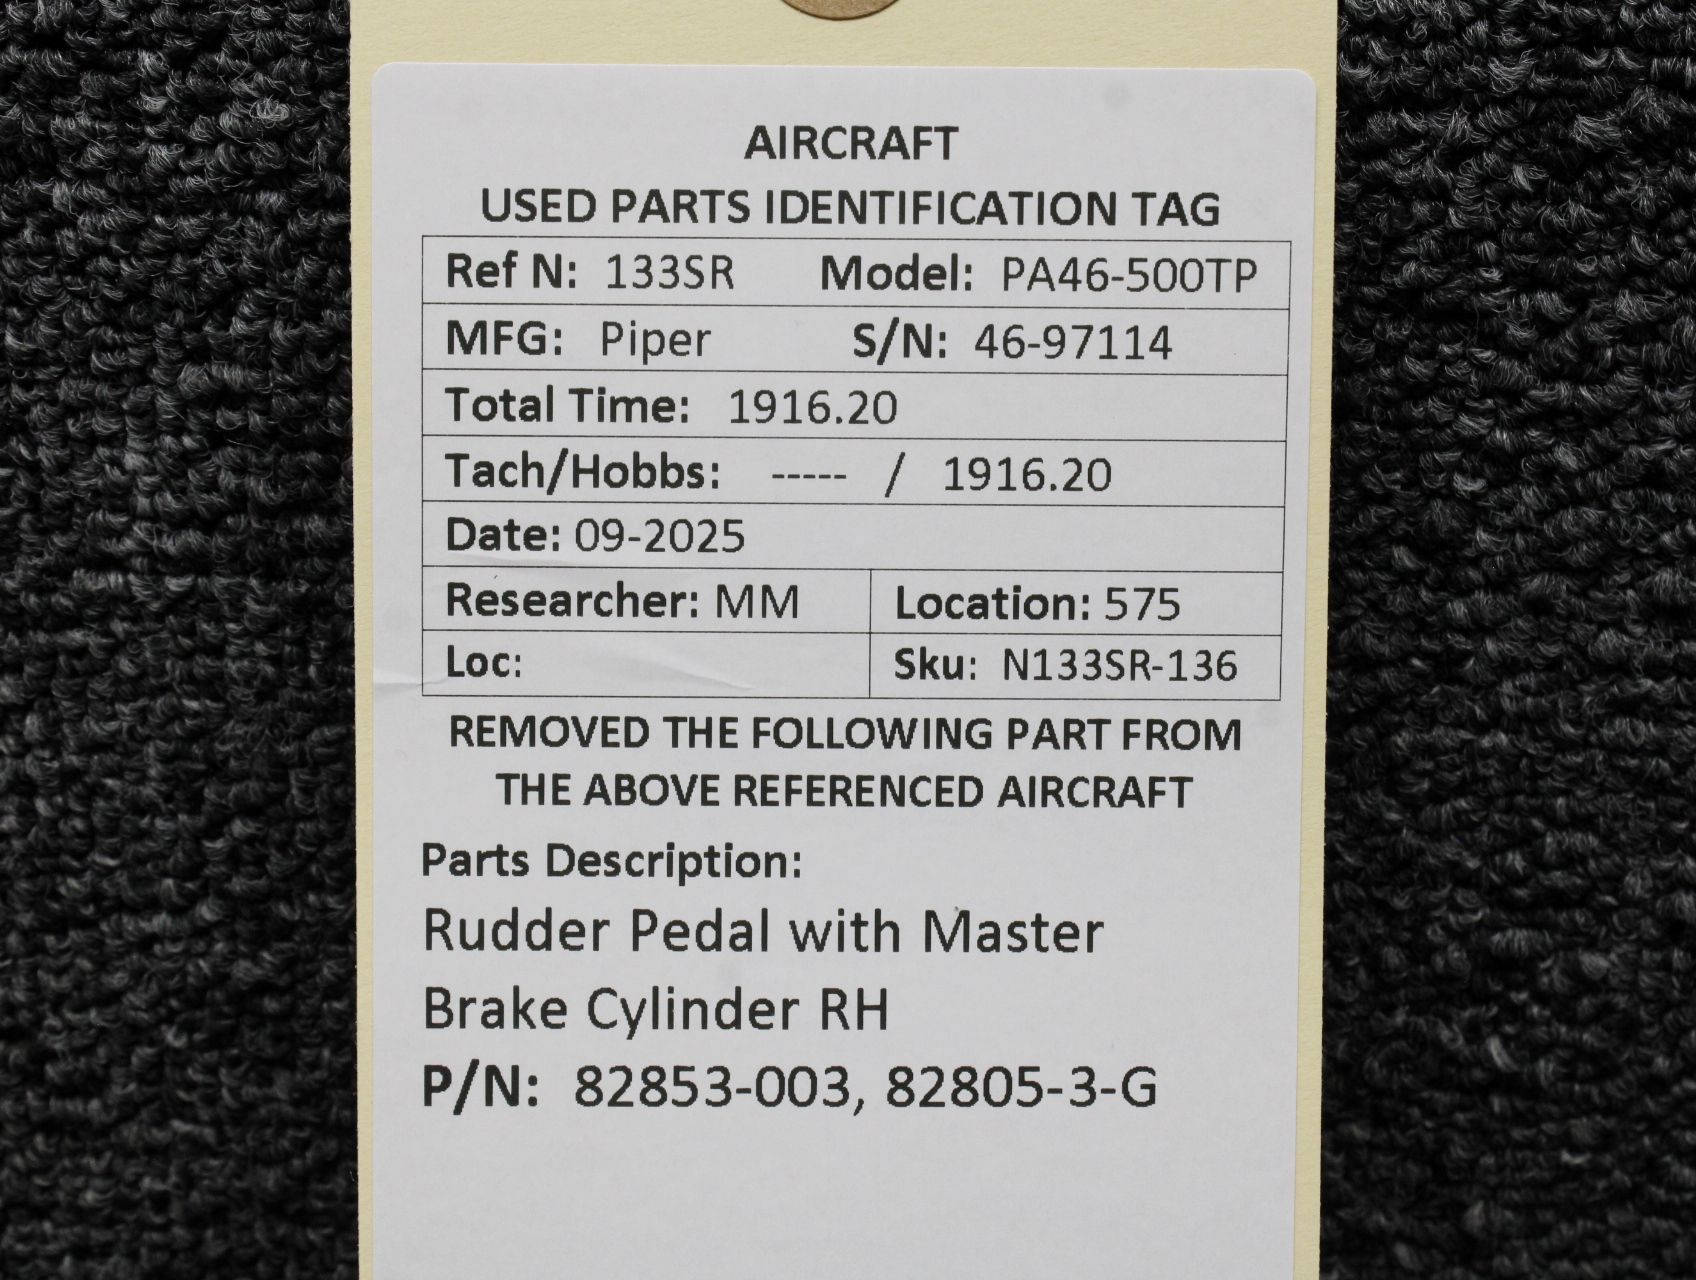 AIRCRAFT
USED PARTS IDENTIFICATION TAG
Ref N: 133SR Model: PA46-500TP
MFG: Piper S/N: 46-97114
Total Time: 1916.20
Tach/Hobbs: ----- / 1916.20
Date: 09-2025
Researcher: MM Location: 575
Loc: Sku: N133SR-136
REMOVED THE FOLLOWING PART FROM
THE ABOVE REFERENCED AIRCRAFT
Parts Description:
Rudder Pedal with Master
Brake Cylinder RH
P/N: 82853-003, 82805-3-G